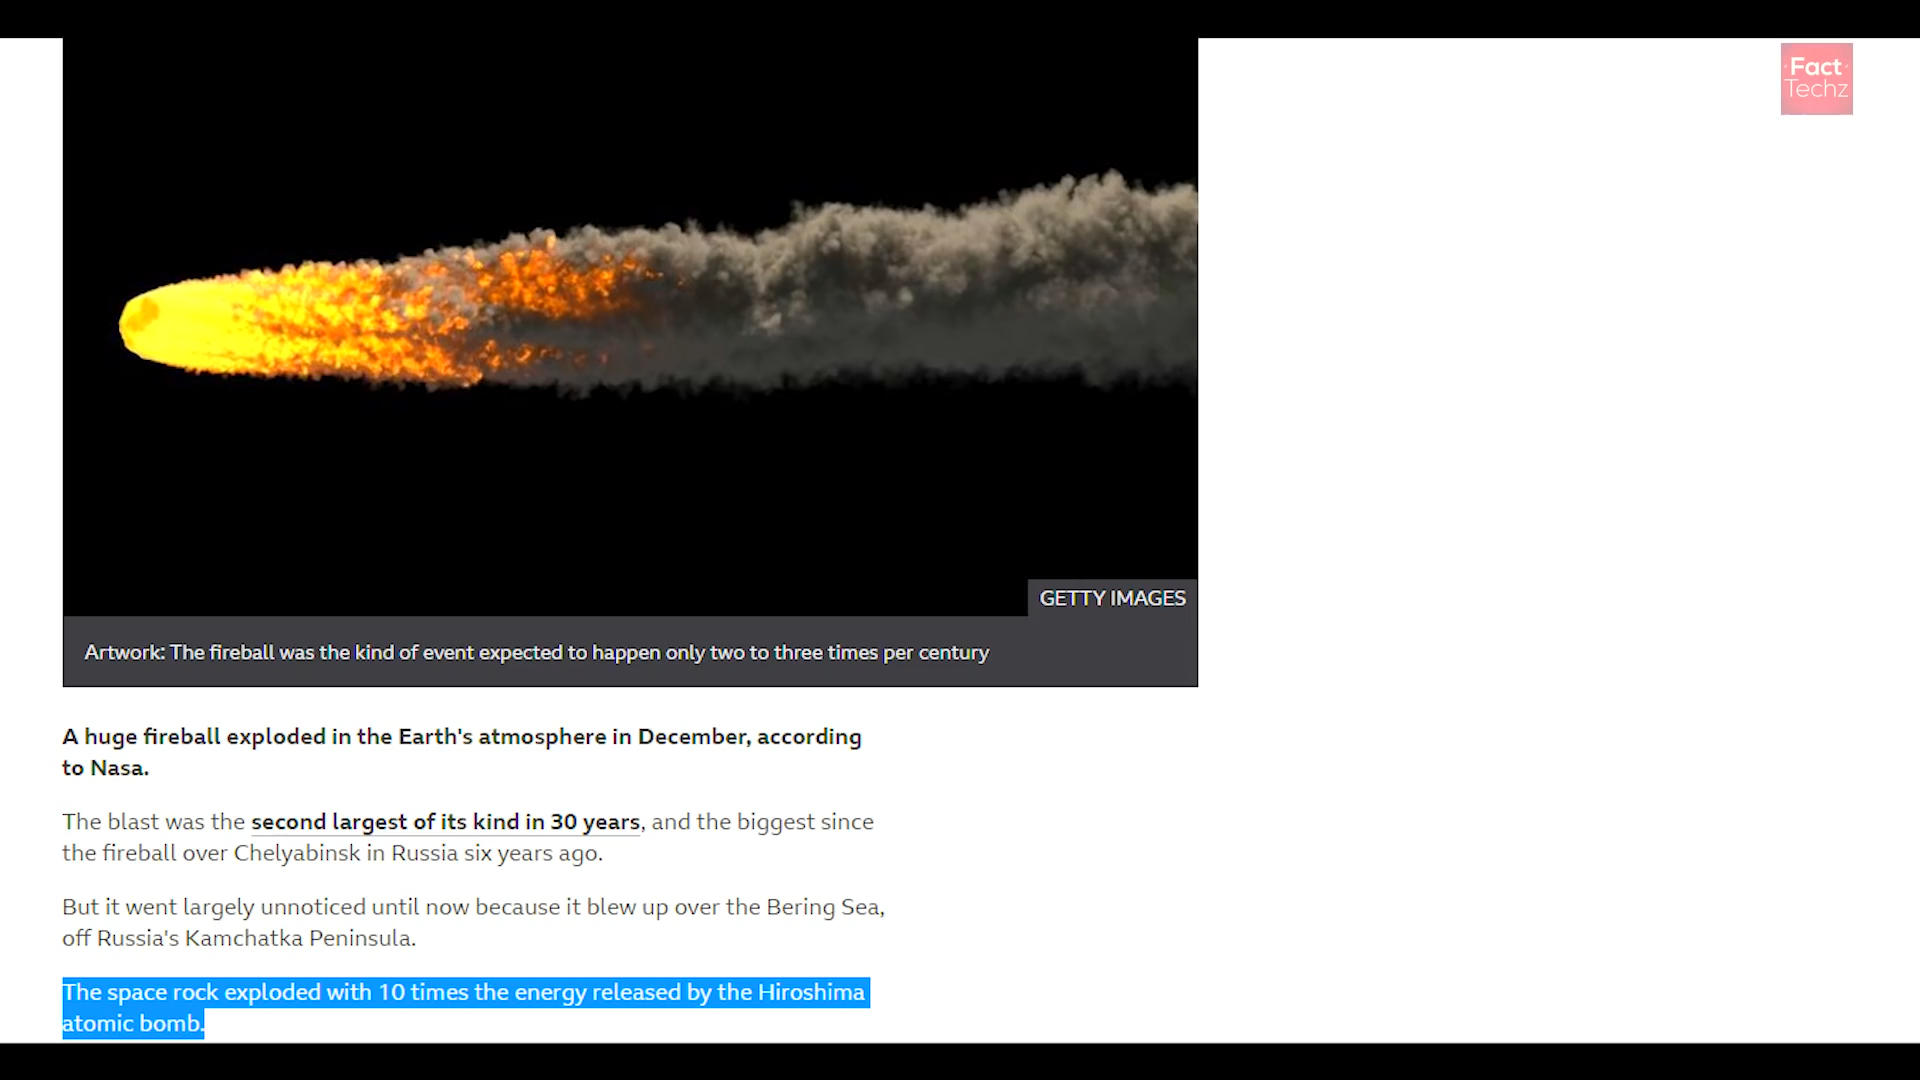 Fact
Techz
GETTY IMAGES
Artwork: The fireball was the kind of event expected to happen only two to three times per century
A huge fireball exploded in the Earth's atmosphere in December, according
to Nasa.
The blast was the second largest of its kind in 30 years, and the biggest since
the fireball over Chelyabinsk in Russia six years ago.
But it went largely unnoticed until now because it blew up over the Bering Sea,
off Russia's Kamchatka Peninsula.
The space rock exploded with 10 times the energy released by the Hiroshima
atomic bomb.